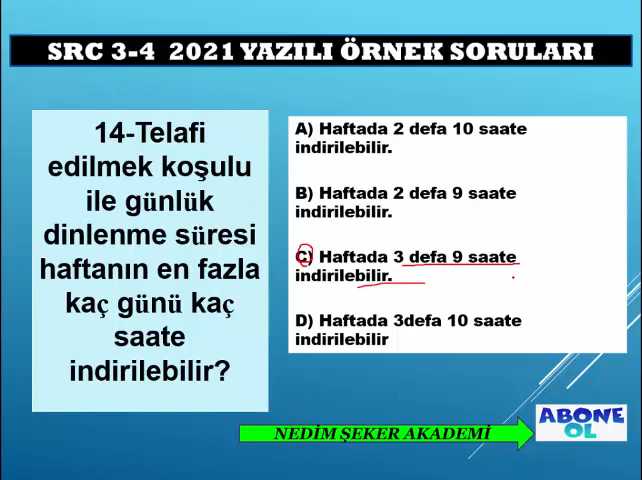 SRC 3-4 2021 YAZILI ÖRNEK SORULARI
14-Telafi
edilmek koşulu
ile günlük
dinlenme süresi
haftanın en fazla
kaç günü kaç
saate
indirilebilir?
A) Haftada 2 defa 10 saate
indirilebilir.
B) Haftada 2 defa 9 saate
indirilebilir.
C) Haftada 3 defa 9 saate
indirilebilir.
D) Haftada 3defa 10 saate
indirilebilir
NEDİM ŞEKER AKADEMİ
ABONE
OL